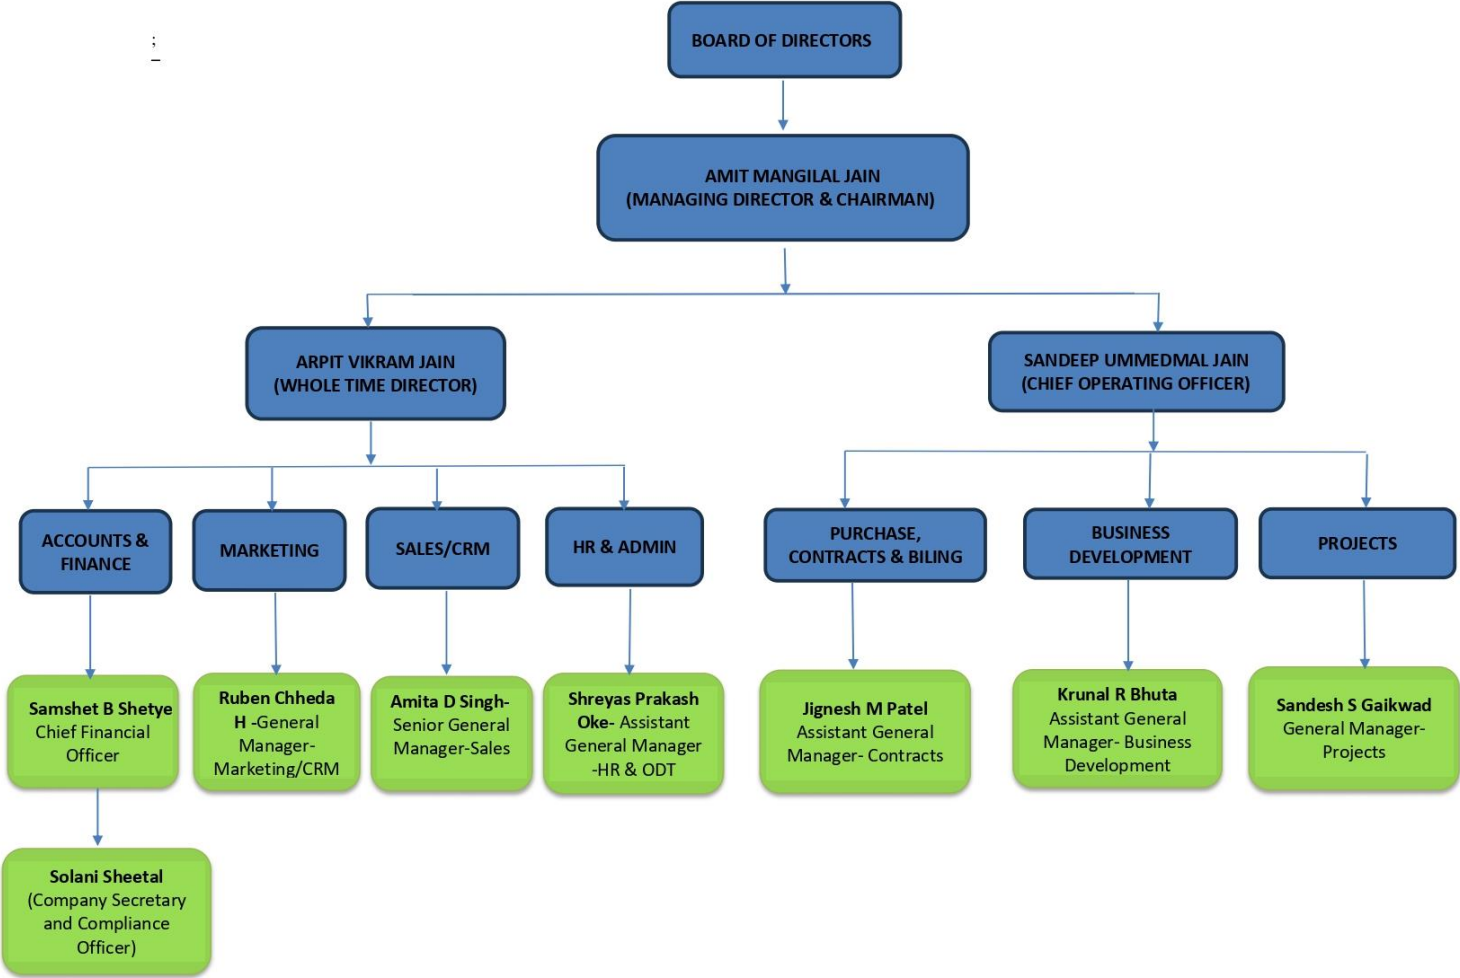 ;
_
BOARD OF DIRECTORS
AMIT MANGILAL JAIN
(MANAGING DIRECTOR & CHAIRMAN)
ARPIT VIKRAM JAIN
(WHOLE TIME DIRECTOR)
SANDEEP UMMEDMAL JAIN
(CHIEF OPERATING OFFICER)
ACCOUNTS &
FINANCE
MARKETING
SALES/CRM
HR & ADMIN
PURCHASE,
CONTRACTS & BILING
BUSINESS
DEVELOPMENT
PROJECTS
Samshet B Shetye
Chief Financial
Officer
Ruben Chheda
H -General
Manager-
Marketing/CRM
Amita D Singh-
Senior General
Manager-Sales
Shreyas Prakash
Oke- Assistant
General Manager
-HR & ODT
Jignesh M Patel
Assistant General
Manager- Contracts
Krunal R Bhuta
Assistant General
Manager- Business
Development
Sandesh S Gaikwad
General Manager-
Projects
Solani Sheetal
(Company Secretary
and Compliance
Officer)